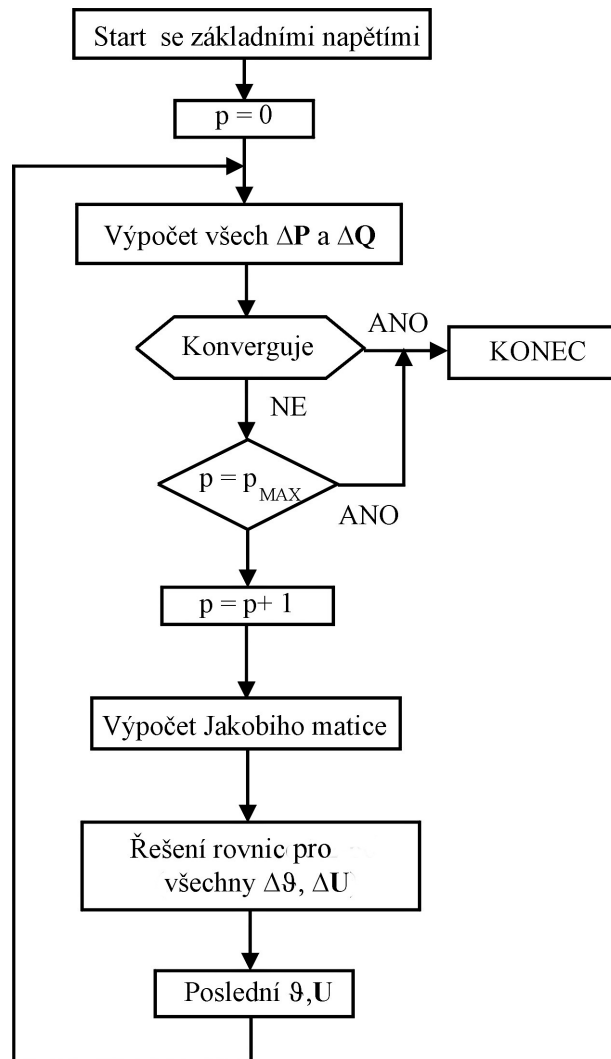 Start se základními napětími
p = 0
Výpočet všech ΔP a ΔQ
Konverguje
ANO
KONEC
NE
p = pMAX
ANO
p = p+ 1
Výpočet Jakobiho matice
Řešení rovnic pro
všechny Δϑ, ΔU
Poslední ϑ,U